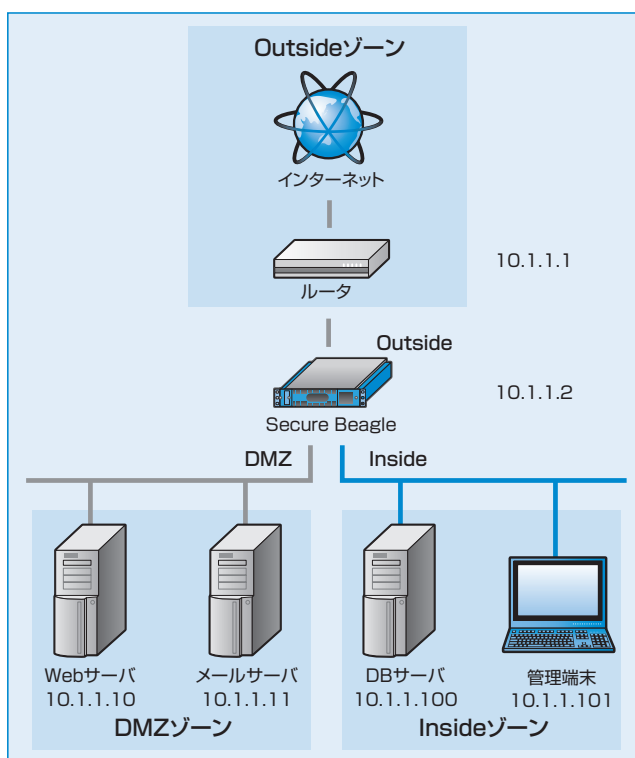 Outsideゾーン
インターネット
ルータ
10.1.1.1
Outside
Secure Beagle
10.1.1.2
DMZ
Inside
Webサーバ
10.1.1.10
メールサーバ
10.1.1.11
DMZゾーン
DBサーバ
10.1.1.100
管理端末
10.1.1.101
Insideゾーン